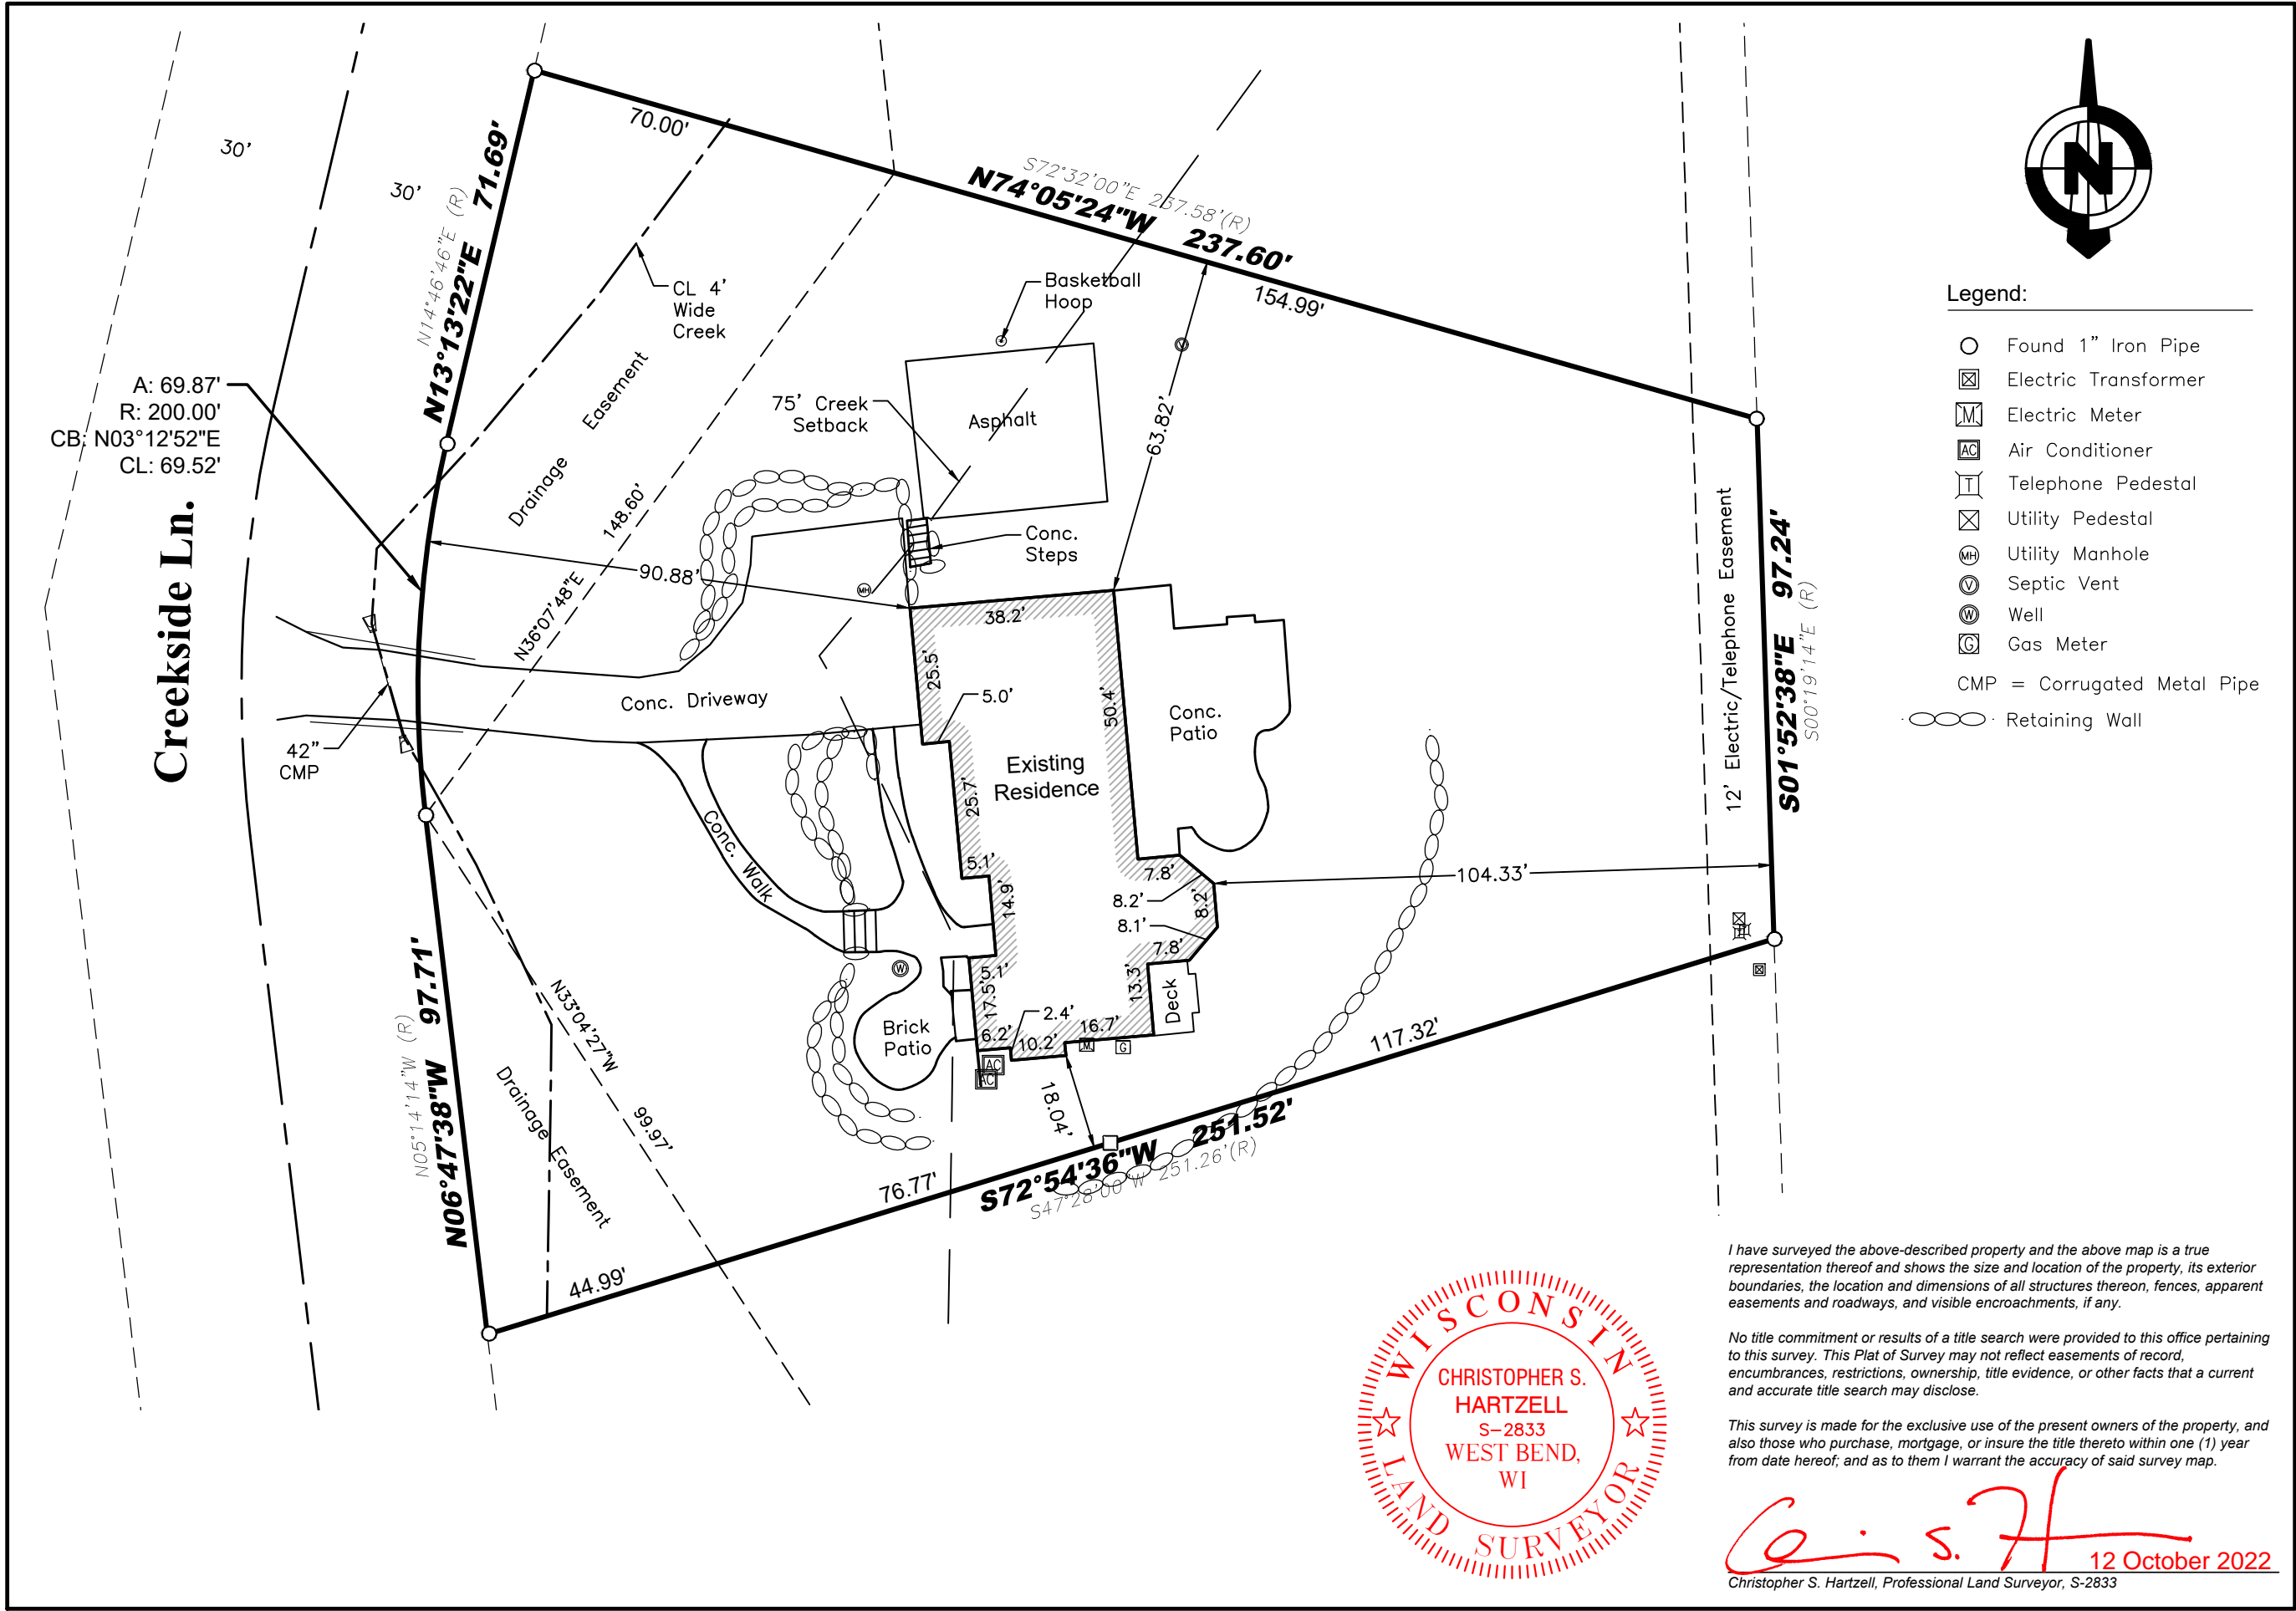 30'
30'
70.00'
N13°13'22"E 71.69'
N14°46'46"E (R)
S72°32'00"E 237.58'(R)
N74°05'24"W 237.60'
154.99'
CL 4'
Wide
Creek
Basketball
Hoop
A: 69.87'
R: 200.00'
CB: N03°12'52"E
CL: 69.52'
Creekside Ln.
Drainage Easement
148.60'
N36°07'48"E
75' Creek
Setback
Asphalt
63.82'
Conc.
Steps
90.88'
MH
V
38.2'
25.5'
5.0'
50.4'
Conc. Driveway
Conc.
Patio
42"
CMP
Existing
Residence
25.7'
5.1'
14.9'
7.8'
8.2'
8.2'
8.1'
7.8'
104.33'
Conc. Walk
W
5.1'
17.5'
13.3'
Deck
Brick
Patio
6.2'
2.4'
10.2'
16.7'
M
G
AC
AC
18.04'
12' Electric/Telephone Easement
S01°52'38"E 97.24'
S00°19'14"E (R)
T
N06°47'38"W 97.71'
N05°14'14"W (R)
N33°04'27"W
99.97'
Drainage Easement
44.99'
76.77'
117.32'
S72°54'36"W 251.52'
S47°28'00"W 251.26'(R)
N
Legend:
Found 1" Iron Pipe
Electric Transformer
M Electric Meter
AC Air Conditioner
T Telephone Pedestal
Utility Pedestal
MH Utility Manhole
V Septic Vent
W Well
G Gas Meter
CMP = Corrugated Metal Pipe
Retaining Wall
I have surveyed the above-described property and the above map is a true
representation thereof and shows the size and location of the property, its exterior
boundaries, the location and dimensions of all structures thereon, fences, apparent
easements and roadways, and visible encroachments, if any.
No title commitment or results of a title search were provided to this office pertaining
to this survey. This Plat of Survey may not reflect easements of record,
encumbrances, restrictions, ownership, title evidence, or other facts that a current
and accurate title search may disclose.
This survey is made for the exclusive use of the present owners of the property, and
also those who purchase, mortgage, or insure the title thereto within one (1) year
from date hereof; and as to them I warrant the accuracy of said survey map.
WISCONSIN
CHRISTOPHER S.
HARTZELL
S-2833
WEST BEND,
WI
LAND SURVEYOR
12 October 2022
Christopher S. Hartzell, Professional Land Surveyor, S-2833